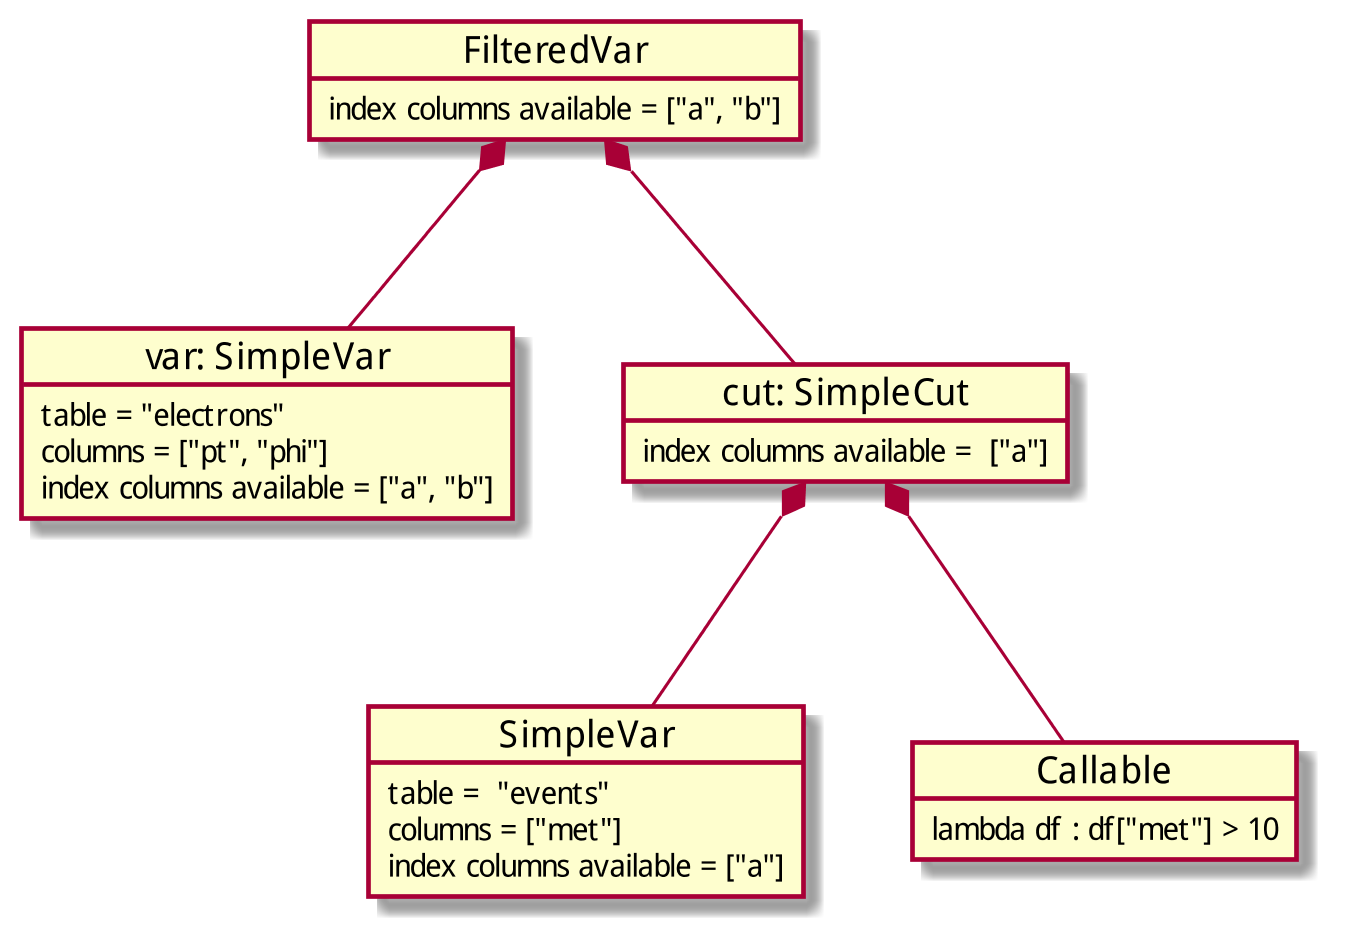 FilteredVar
index columns available = ["a", "b"]
var: SimpleVar
table = "electrons"
columns = ["pt", "phi"]
index columns available = ["a", "b"]
cut: SimpleCut
index columns available =  ["a"]
SimpleVar
table =  "events"
columns = ["met"]
index columns available = ["a"]
Callable
lambda df : df["met"] > 10